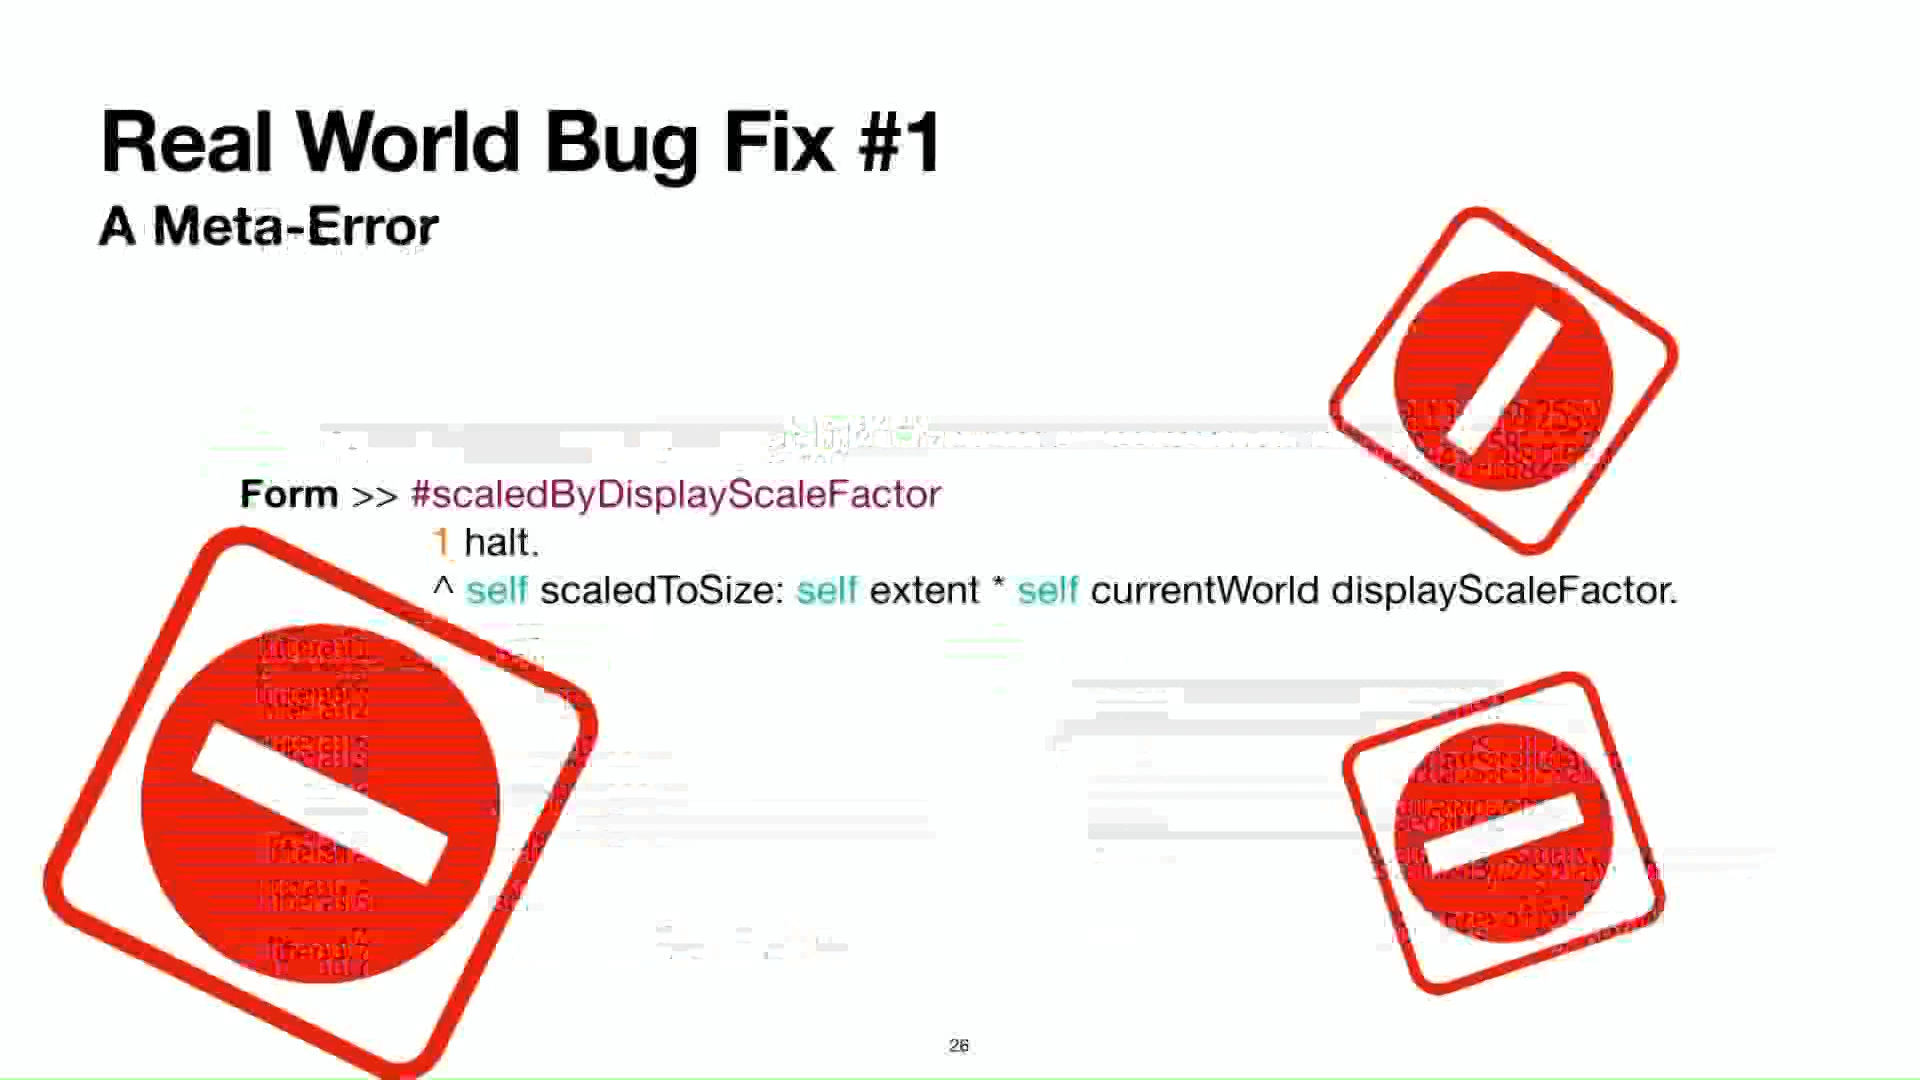 Real World Bug Fix #1
A Meta-Error
Form >> #scaledByDisplayScaleFactor
1 halt.
^ self scaledToSize: self extent * self currentWorld displayScaleFactor.
26